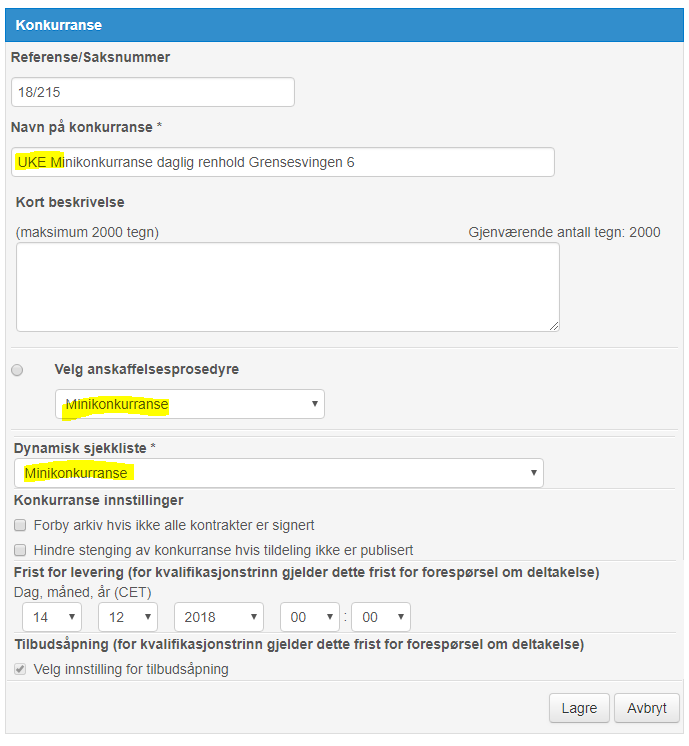 Konkurranse
Referense/Saksnummer
18/215
Navn på konkurranse *
UKE Minikonkurranse daglig renhold Grensesvingen 6
Kort beskrivelse
(maksimum 2000 tegn) Gjenværende antall tegn: 2000
Velg anskaffelsesprosedyre
Minikonkurranse
Dynamisk sjekkliste *
Minikonkurranse
Konkurranse innstillinger
Forby arkiv hvis ikke alle kontrakter er signert
Hindre stenging av konkurranse hvis tildeling ikke er publisert
Frist for levering (for kvalifikasjonstrinn gjelder dette frist for forespørsel om deltakelse)
Dag, måned, år (CET)
14 12 2018 00 : 00
Tilbudsåpning (for kvalifikasjonstrinn gjelder dette frist for forespørsel om deltakelse)
Velg innstilling for tilbudsåpning
Lagre Avbryt